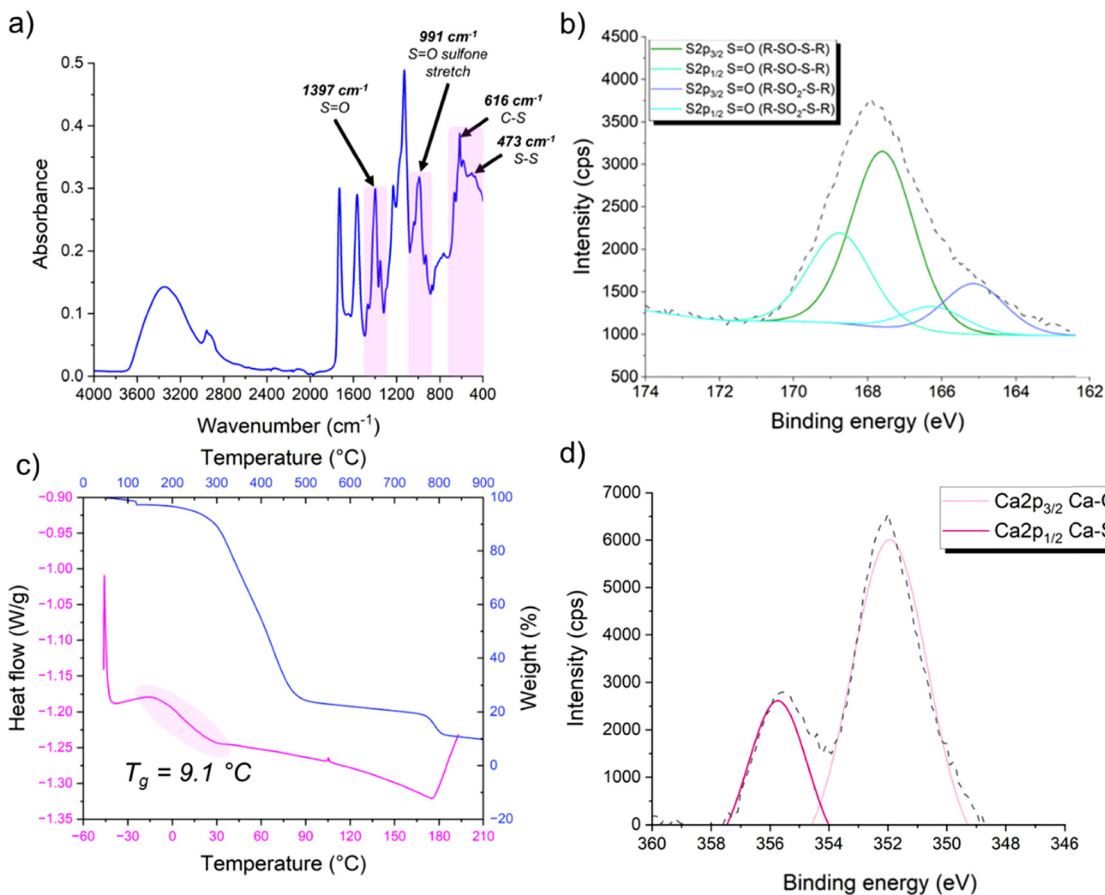 a)
991 cm⁻¹
S=O sulfone
stretch
1397 cm⁻¹
S=O
616 cm⁻¹
C-S
473 cm⁻¹
S-S
0.5
0.4
0.3
0.2
0.1
0.0
Absorbance
4000 3600 3200 2800 2400 2000 1600 1200 800 400
Wavenumber (cm⁻¹)
b)
S2p₃/₂ S=O (R-SO-S-R)
S2p₁/₂ S=O (R-SO-S-R)
S2p₃/₂ S=O (R-SO₂-S-R)
S2p₁/₂ S=O (R-SO₂-S-R)
4500
4000
3500
3000
2500
2000
1500
1000
500
Intensity (cps)
174 172 170 168 166 164 162
Binding energy (eV)
c)
Temperature (°C)
0 100 200 300 400 500 600 700 800 900
−0.90
−0.95
−1.00
−1.05
−1.10
−1.15
−1.20
−1.25
−1.30
−1.35
Heat flow (W/g)
100
80
60
40
20
0
−20
Weight (%)
Tg = 9.1 °C
−60 −30 0 30 60 90 120 150 180 210
Temperature (°C)
d)
Ca2p₃/₂ Ca-
Ca2p₁/₂ Ca-S
7000
6000
5000
4000
3000
2000
1000
0
Intensity (cps)
360 358 356 354 352 350 348 346
Binding energy (eV)